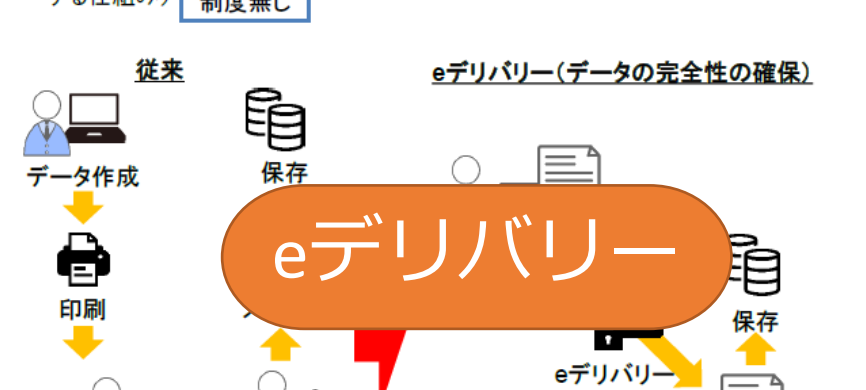 制度無し
従来
eデリバリー(データの完全性の確保)
データ作成
保存
eデリバリー
印刷
保存
eデリバリー